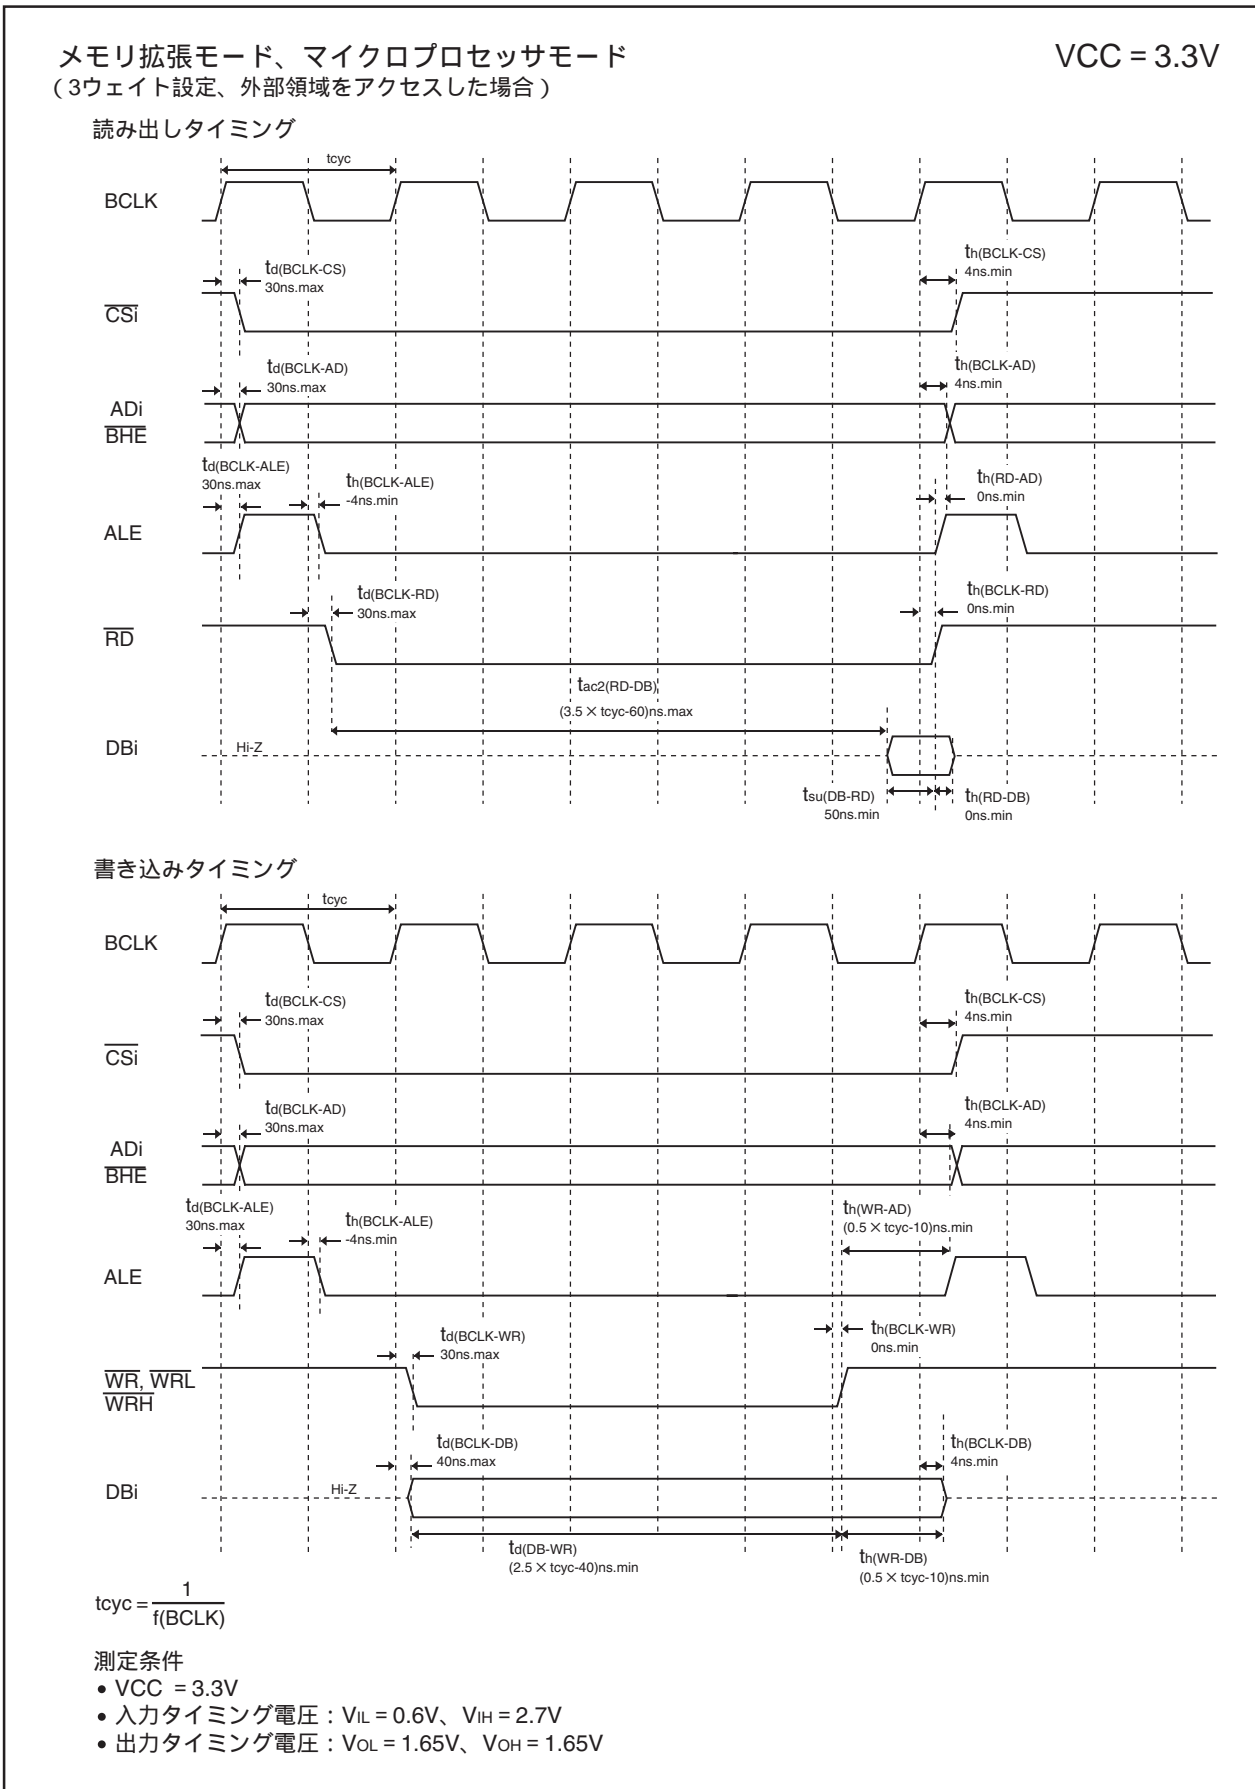 メモリ拡張モード、マイクロプロセッサモード
VCC = 3.3V
(3ウェイト設定、外部領域をアクセスした場合)
読み出しタイミング
tcyc
BCLK
td(BCLK-CS)
30ns.max
th(BCLK-CS)
4ns.min
CSi
td(BCLK-AD)
30ns.max
th(BCLK-AD)
4ns.min
ADi
BHE
td(BCLK-ALE)
30ns.max
th(BCLK-ALE)
-4ns.min
th(RD-AD)
0ns.min
ALE
td(BCLK-RD)
30ns.max
th(BCLK-RD)
0ns.min
RD
tac2(RD-DB)
(3.5 × tcyc-60)ns.max
DBi
Hi-Z
tsu(DB-RD)
50ns.min
th(RD-DB)
0ns.min
書き込みタイミング
tcyc
BCLK
td(BCLK-CS)
30ns.max
th(BCLK-CS)
4ns.min
CSi
td(BCLK-AD)
30ns.max
th(BCLK-AD)
4ns.min
ADi
BHE
td(BCLK-ALE)
30ns.max
th(BCLK-ALE)
-4ns.min
th(WR-AD)
(0.5 × tcyc-10)ns.min
ALE
td(BCLK-WR)
30ns.max
th(BCLK-WR)
0ns.min
WR, WRL
WRH
td(BCLK-DB)
40ns.max
th(BCLK-DB)
4ns.min
DBi
Hi-Z
td(DB-WR)
(2.5 × tcyc-40)ns.min
th(WR-DB)
(0.5 × tcyc-10)ns.min
tcyc = 1
f(BCLK)
測定条件
• VCC = 3.3V
• 入力タイミング電圧 : VIL = 0.6V、VIH = 2.7V
• 出力タイミング電圧 : VOL = 1.65V、VOH = 1.65V